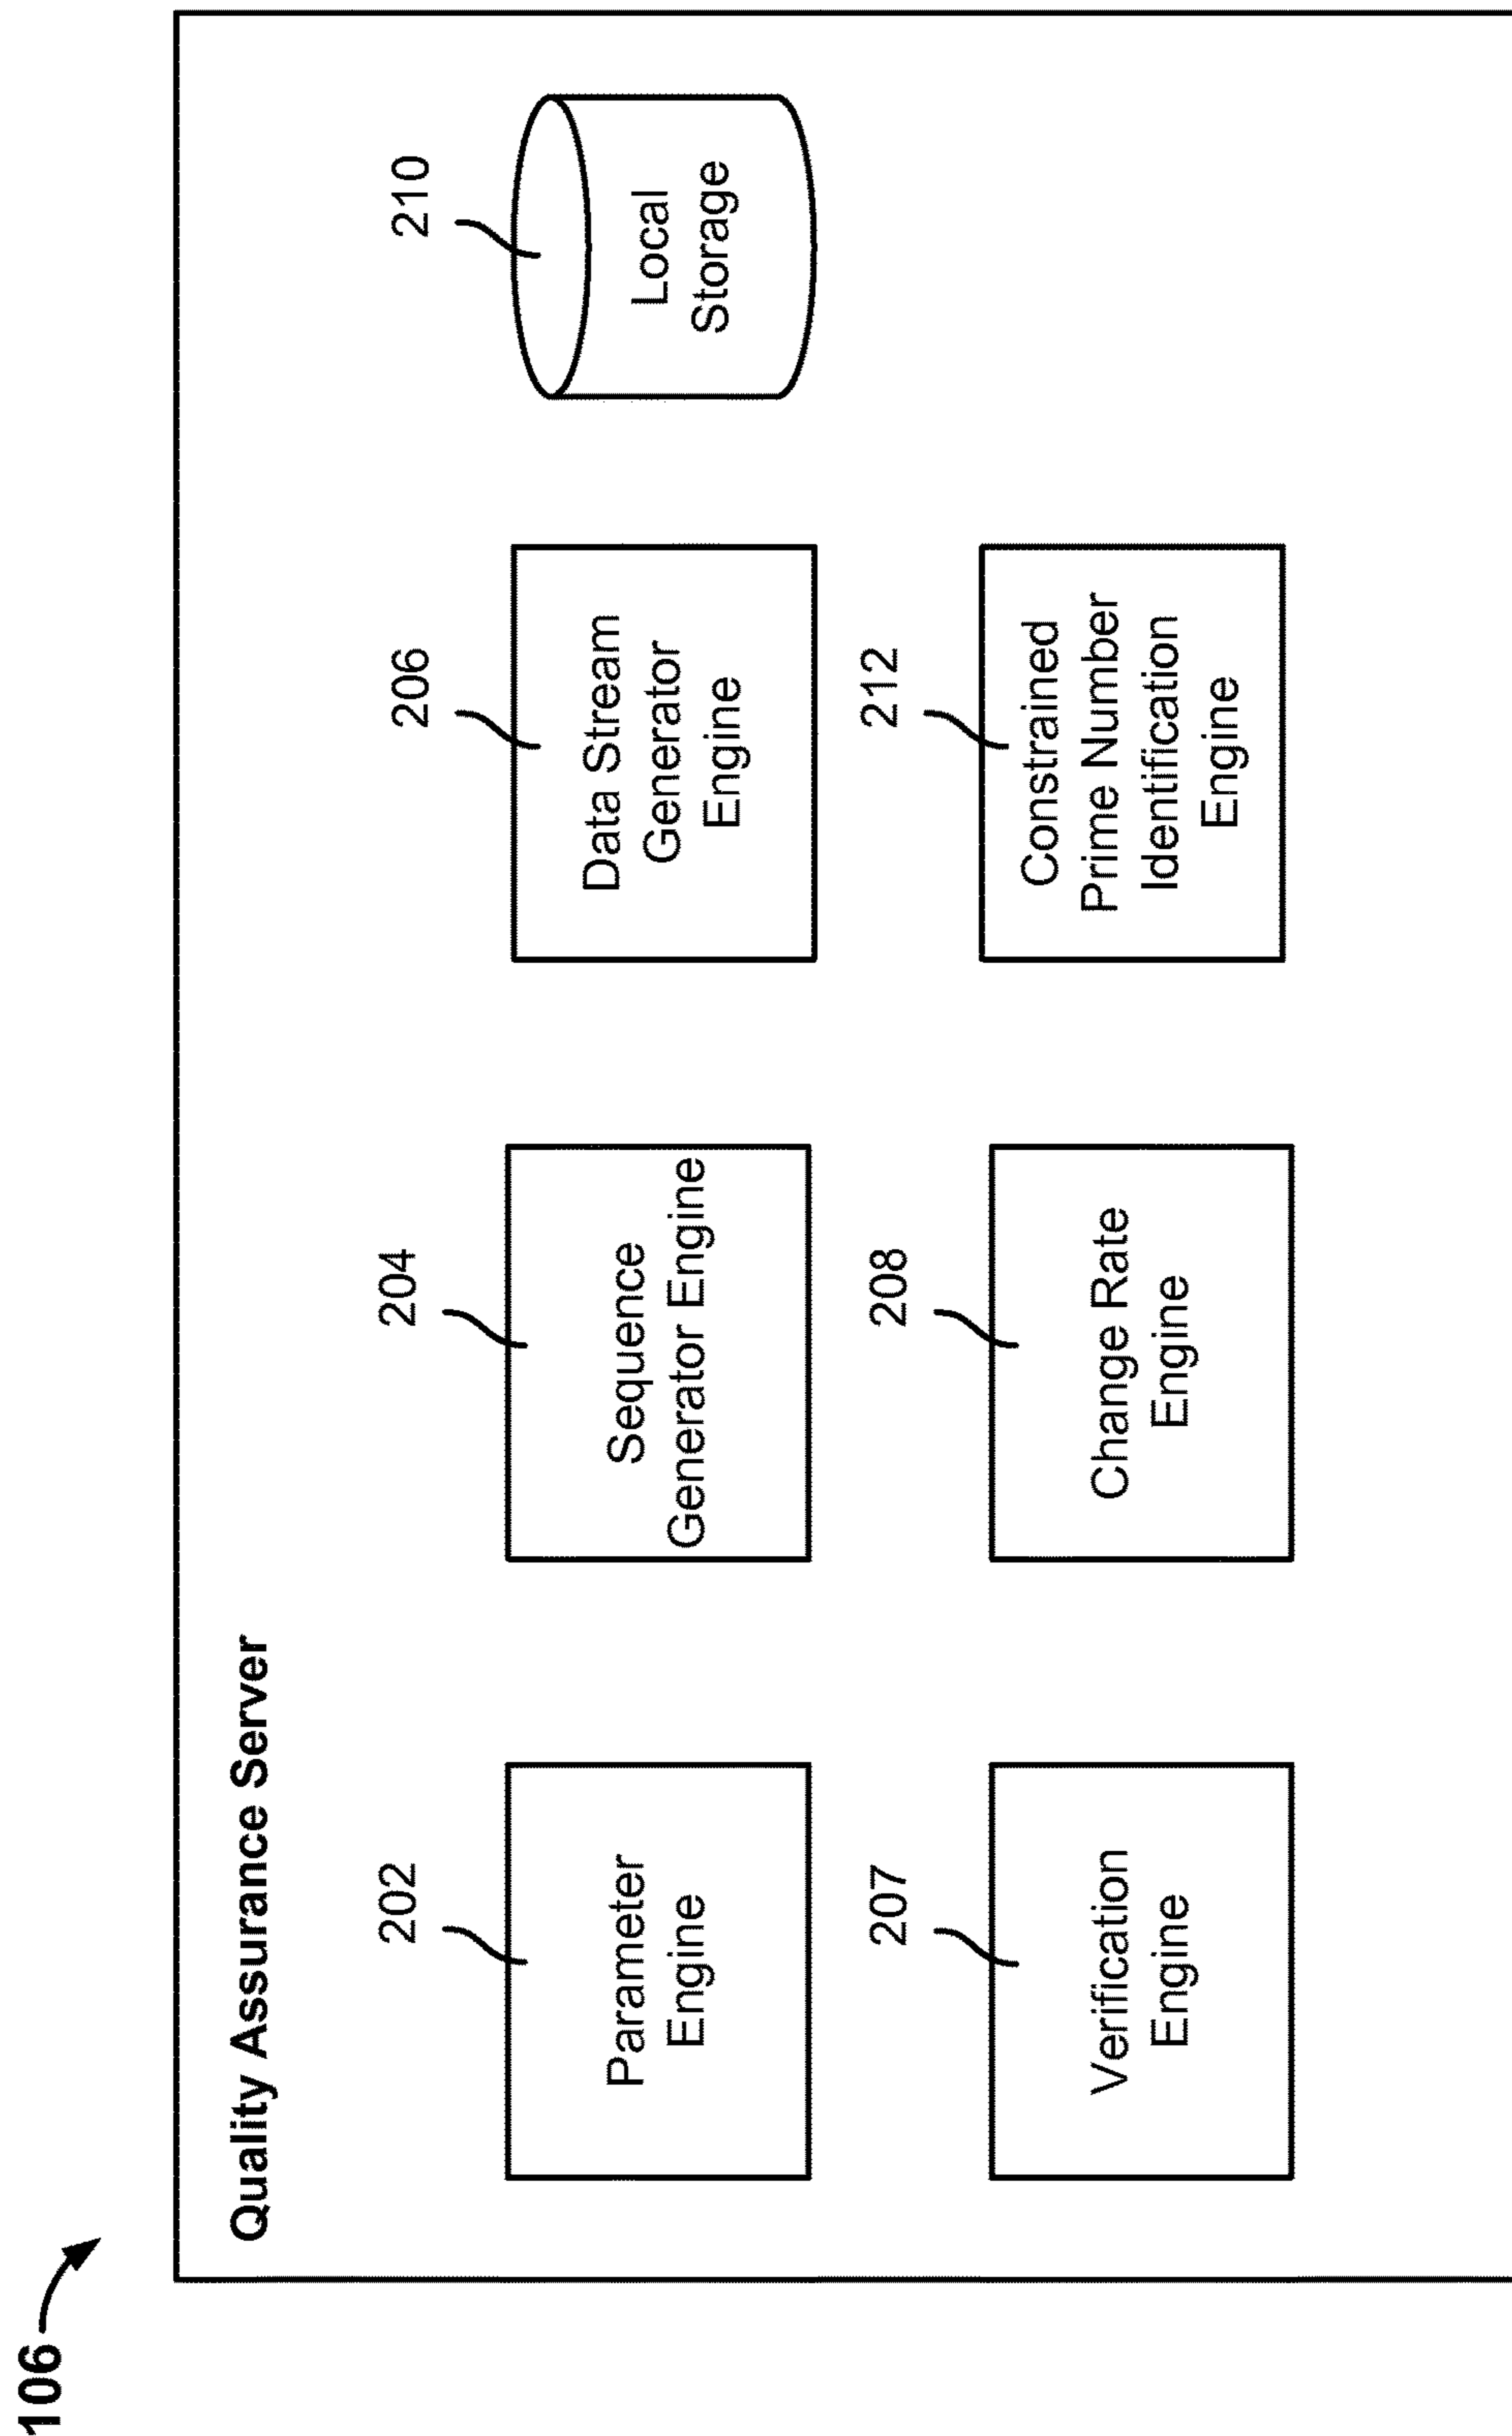 106
Quality Assurance Server
202
204
206
210
Parameter
Engine
Sequence
Generator Engine
Data Stream
Generator
Engine
Local
Storage
207
208
212
Verification
Engine
Change Rate
Engine
Constrained
Prime Number
Identification
Engine